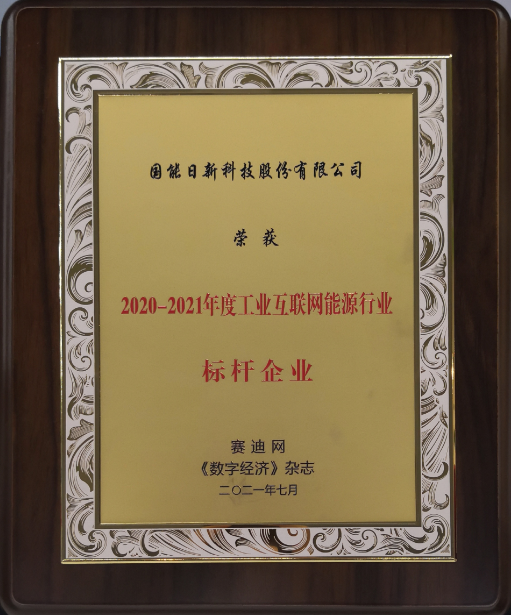 国能日新科技股份有限公司
荣获
2020-2021年度工业互联网能源行业
标杆企业
赛迪网
《数字经济》杂志
二〇二一年七月